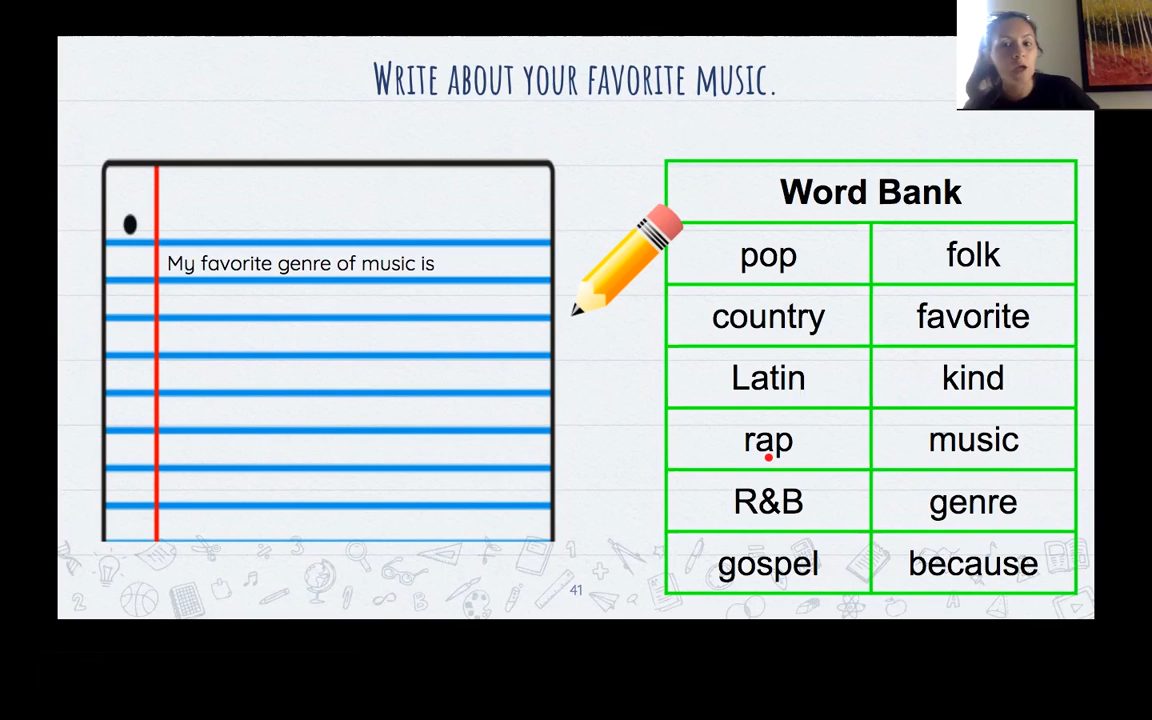 Write about your favorite music.
My favorite genre of music is
Word Bank
pop folk
country favorite
Latin kind
rap music
R&B genre
gospel because
41